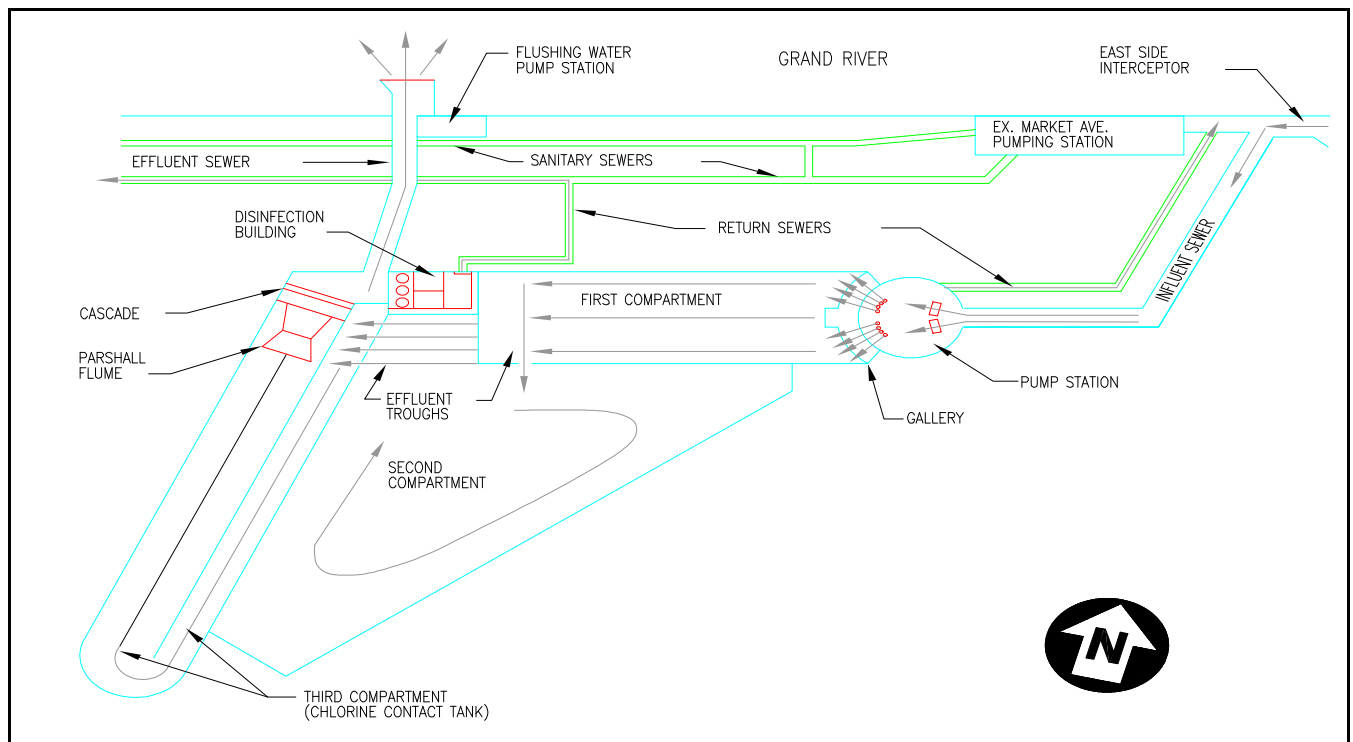 FLUSHING WATER
PUMP STATION
GRAND RIVER
EAST SIDE
INTERCEPTOR
EX. MARKET AVE.
PUMPING STATION
EFFLUENT SEWER
SANITARY SEWERS
DISINFECTION
BUILDING
RETURN SEWERS
INFLUENT SEWER
CASCADE
FIRST COMPARTMENT
PARSHALL
FLUME
EFFLUENT
TROUGHS
PUMP STATION
GALLERY
SECOND
COMPARTMENT
N
THIRD COMPARTMENT
(CHLORINE CONTACT TANK)